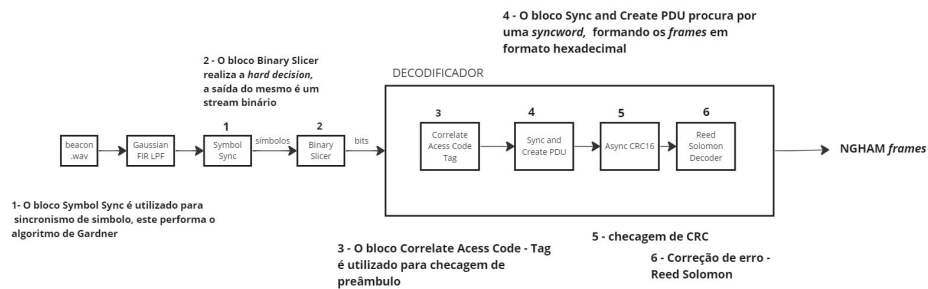 4 - O bloco Sync and Create PDU procura por
uma syncword, formando os frames em
formato hexadecimal
2 - O bloco Binary Slicer
realiza a hard decision,
a saída do mesmo é um
stream binário
DECODIFICADOR
1
2
3
4
5
6
beacon
.wav
Gaussian
FIR LPF
Symbol
Sync
símbolos
Binary
Slicer
bits
Correlate
Acess Code
Tag
Sync and
Create PDU
Async CRC16
Reed
Solomon
Decoder
NGHAM frames
1- O bloco Symbol Sync é utilizado para
sincronismo de simbolo, este performa o
algoritmo de Gardner
3 - O bloco Correlate Acess Code - Tag
é utilizado para checagem de
preâmbulo
5 - checagem de CRC
6 - Correção de erro -
Reed Solomon